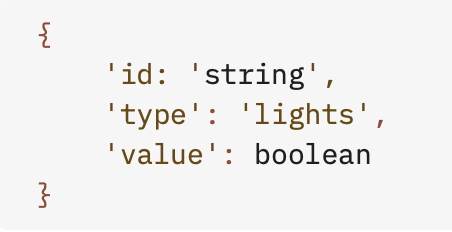 {
'id: 'string',
'type': 'lights',
'value': boolean
}